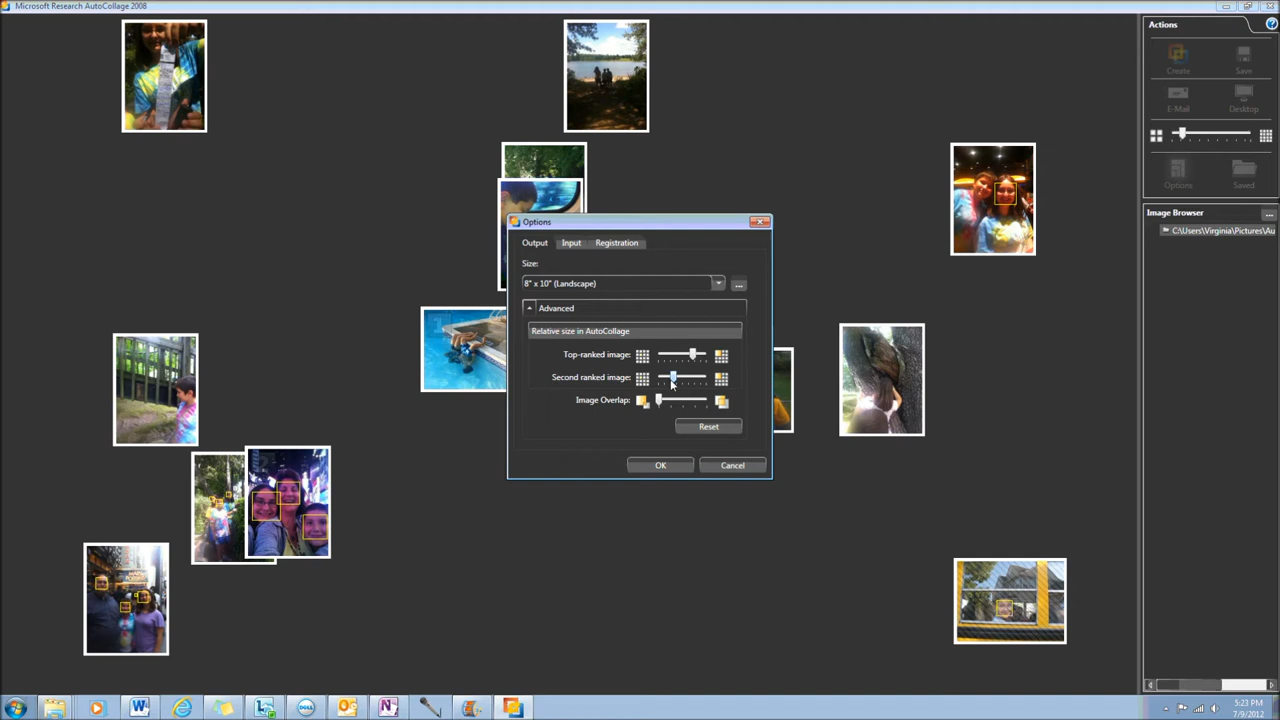 Microsoft Research AutoCollage 2008
Actions
Create
Save
E-Mail
Desktop
Options
Saved
Image Browser
...
C:\Users\Virginia\Pictures\Au
Options
Output
Input
Registration
Size:
8" x 10" (Landscape)
...
Advanced
Relative size in AutoCollage
Top-ranked image:
Second ranked image:
Image Overlap:
Reset
OK
Cancel
5:23 PM
7/9/2012